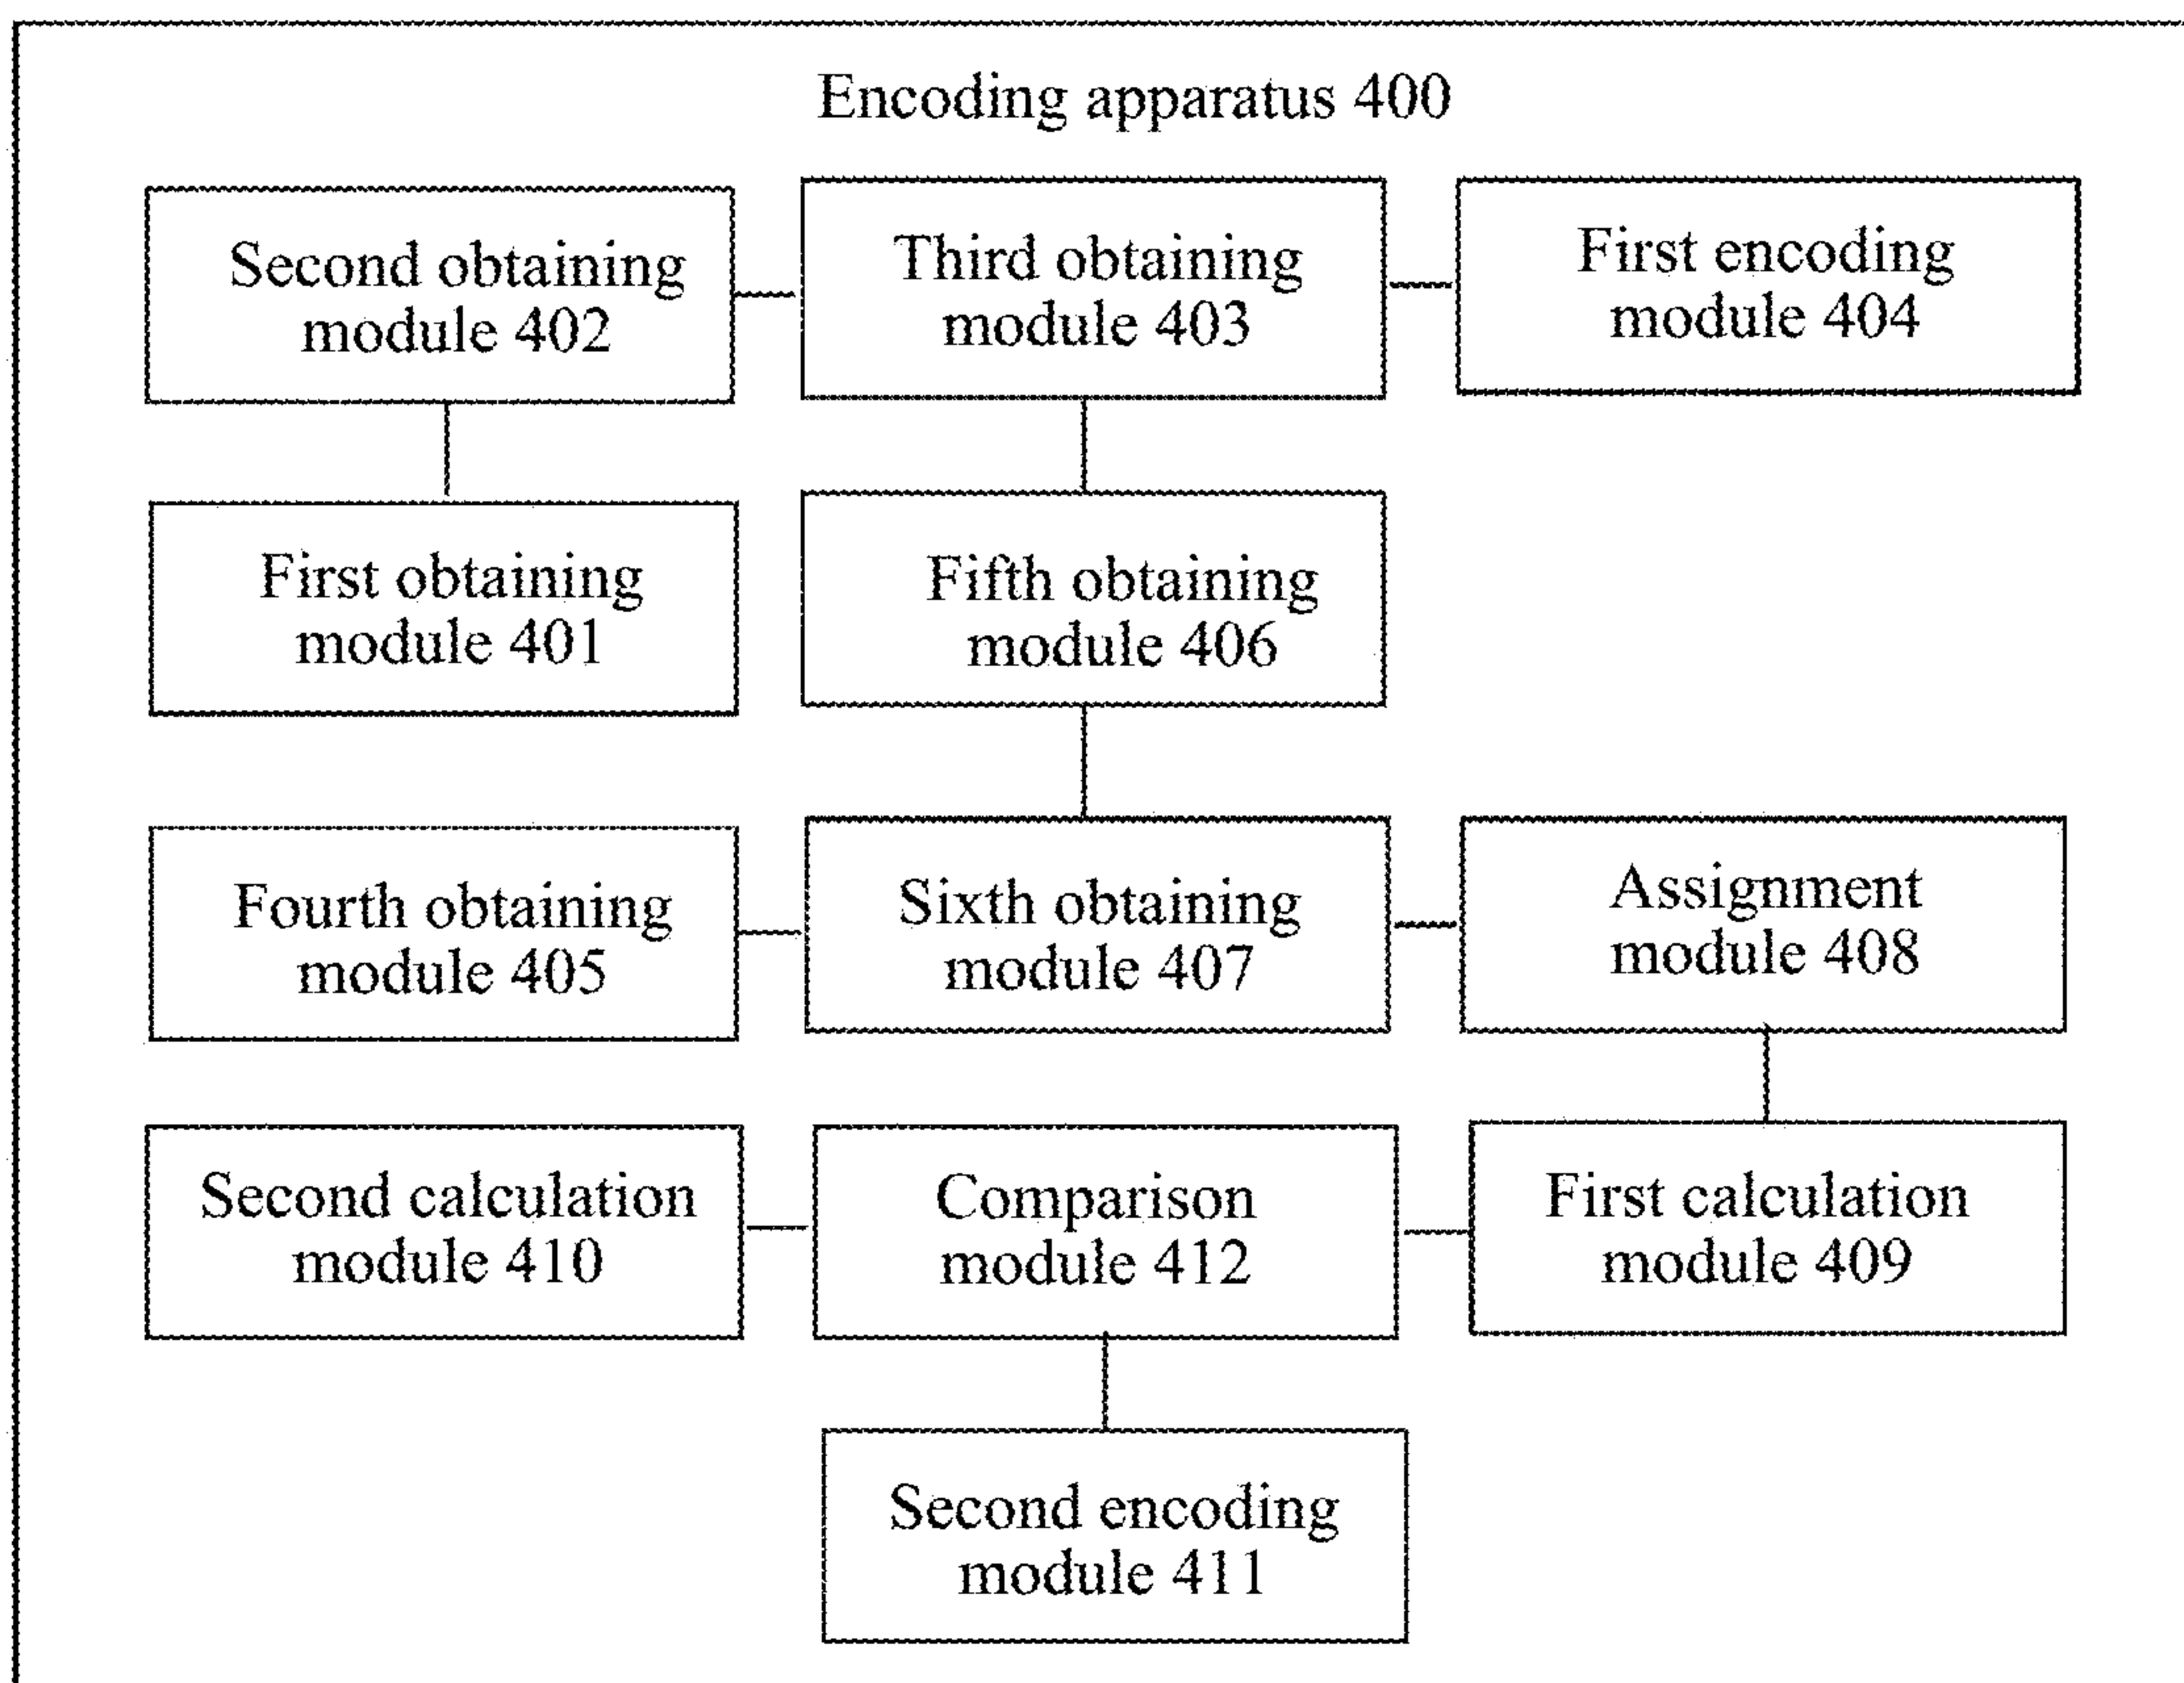 Encoding apparatus 400
Second obtaining
module 402
Third obtaining
module 403
First encoding
module 404
First obtaining
module 401
Fifth obtaining
module 406
Fourth obtaining
module 405
Sixth obtaining
module 407
Assignment
module 408
Second calculation
module 410
Comparison
module 412
First calculation
module 409
Second encoding
module 411